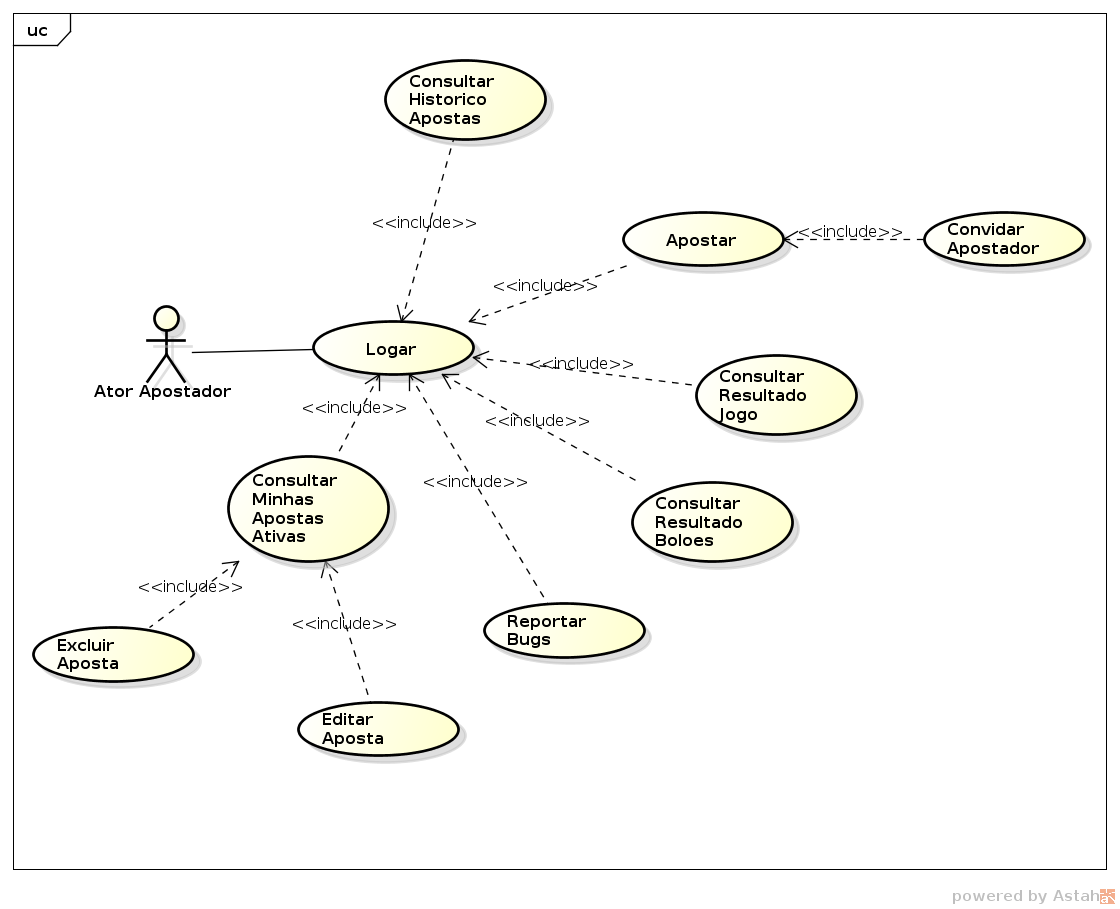 uc
Consultar
Historico
Apostas
<<include>>
Apostar
<<include>>
Convidar
Apostador
<<include>>
Logar
Ator Apostador
<<include>>
Consultar
Resultado
Jogo
<<include>>
<<include>>
Consultar
Minhas
Apostas
Ativas
<<include>>
Consultar
Resultado
Boloes
<<include>>
<<include>>
Reportar
Bugs
Excluir
Aposta
Editar
Aposta
powered by Astah